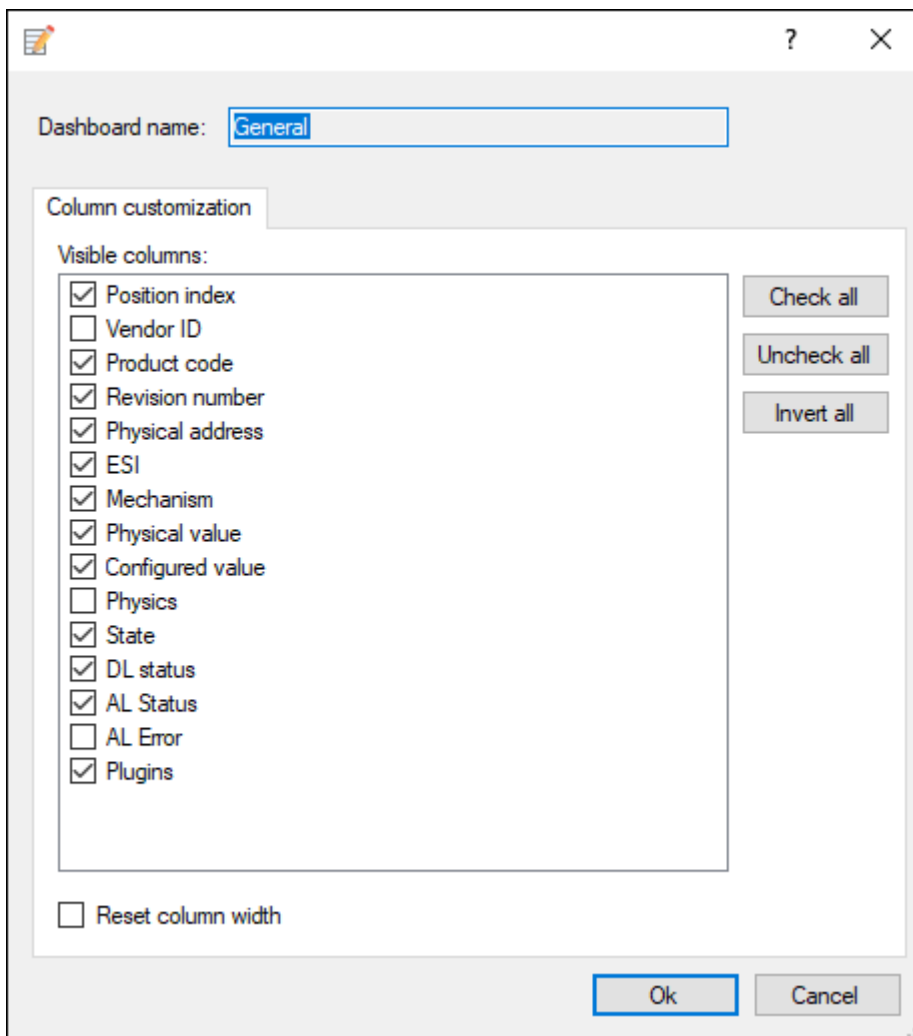 ?
Dashboard name: General
Column customization
Visible columns:
Position index
Vendor ID
Product code
Revision number
Physical address
ESI
Mechanism
Physical value
Configured value
Physics
State
DL status
AL Status
AL Error
Plugins
Check all
Uncheck all
Invert all
Reset column width
Ok
Cancel